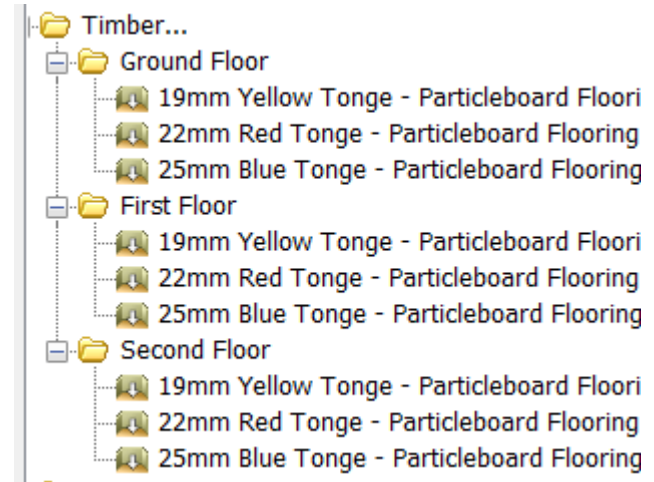 Timber...
Ground Floor
19mm Yellow Tonge - Particleboard Floori
22mm Red Tonge - Particleboard Flooring
25mm Blue Tonge - Particleboard Flooring
First Floor
19mm Yellow Tonge - Particleboard Floori
22mm Red Tonge - Particleboard Flooring
25mm Blue Tonge - Particleboard Flooring
Second Floor
19mm Yellow Tonge - Particleboard Floori
22mm Red Tonge - Particleboard Flooring
25mm Blue Tonge - Particleboard Flooring